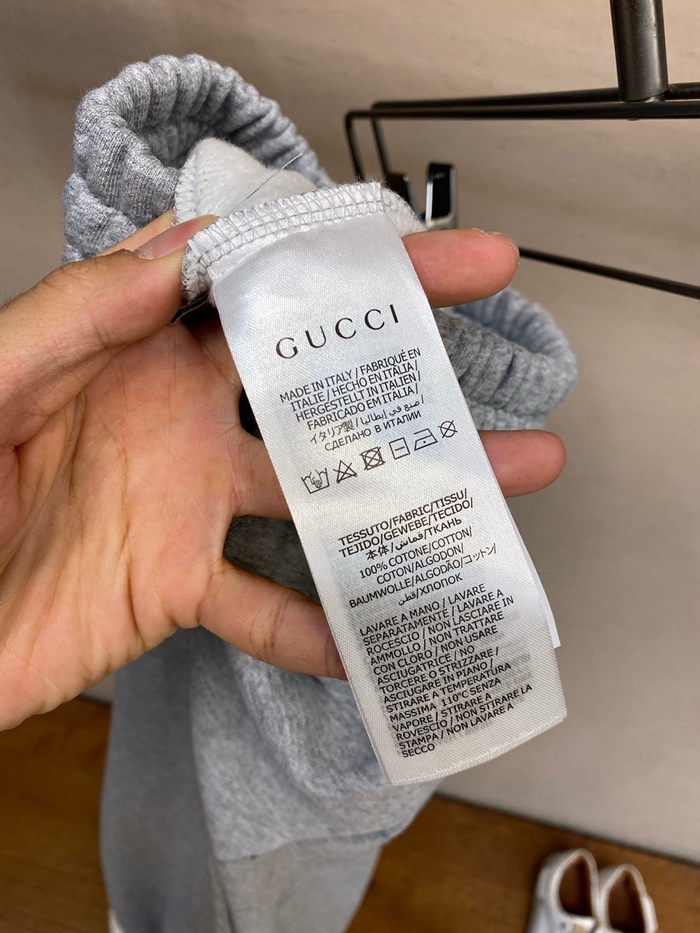 GUCCI
MADE IN ITALY / FABRIQUÉ EN
ITALIE / HECHO EN ITALIA/
HERGESTELLT IN ITALIEN/
FABRICADO EM ITÁLIA/
イタリア製/صنع في إيطاليا/
СДЕЛАНО В ИТАЛИИ
TESSUTO/FABRIC/TISSU/
TEJIDO/GEWEBE/TECIDO/
本体/قماش/ТКАНЬ
100% COTONE/COTTON/
COTON/ALGODON/
BAUMWOLLE/ALGODÃO/コットン/
قطن/ХЛОПОК
LAVARE A MANO / LAVARE
SEPARATAMENTE / LAVARE A
ROCESCIO / NON LASCIARE IN
AMMOLLO / NON TRATTARE
CON CLORO / NON USARE
ASCIUGATRICE / NO
TORCERE O STRIZZARE /
ASCIUGARE IN PIANO /
STIRARE A TEMPERATURA
MASSIMA 110°C SENZA
VAPORE / STIRARE A
ROVESCIO / NON STIRARE LA
STAMPA / NON LAVARE A
SECCO